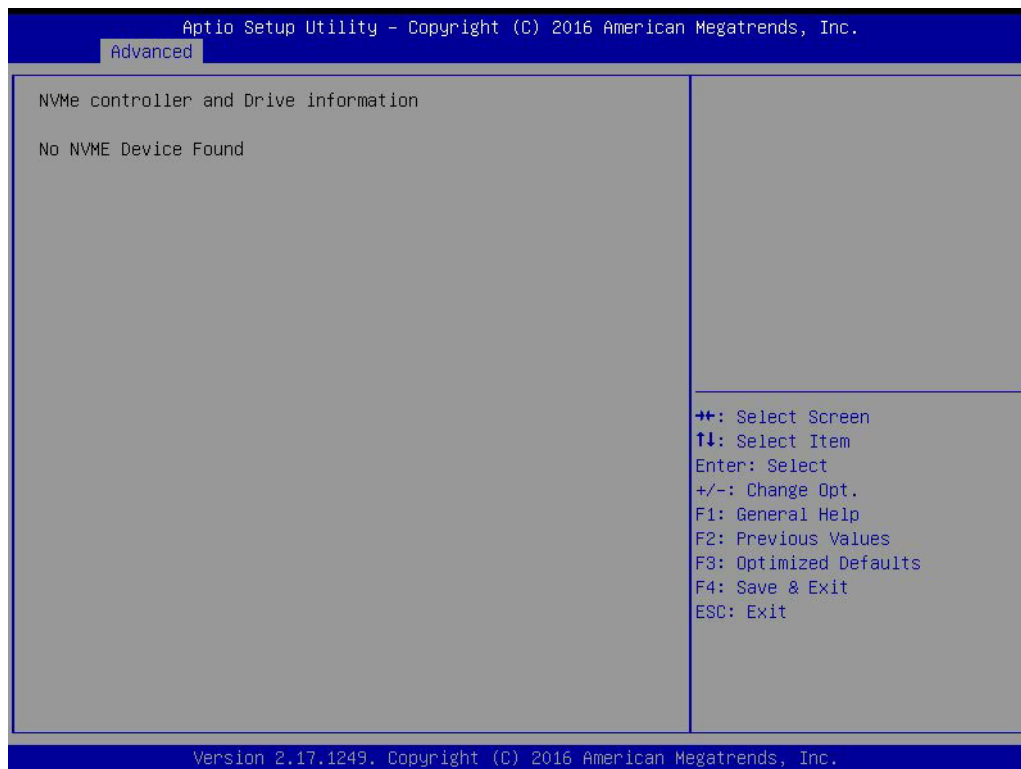 Aptio Setup Utility – Copyright (C) 2016 American Megatrends, Inc.
Advanced
NVMe controller and Drive information
No NVME Device Found
→←: Select Screen
↑↓: Select Item
Enter: Select
+/-: Change Opt.
F1: General Help
F2: Previous Values
F3: Optimized Defaults
F4: Save & Exit
ESC: Exit
Version 2.17.1249. Copyright (C) 2016 American Megatrends, Inc.